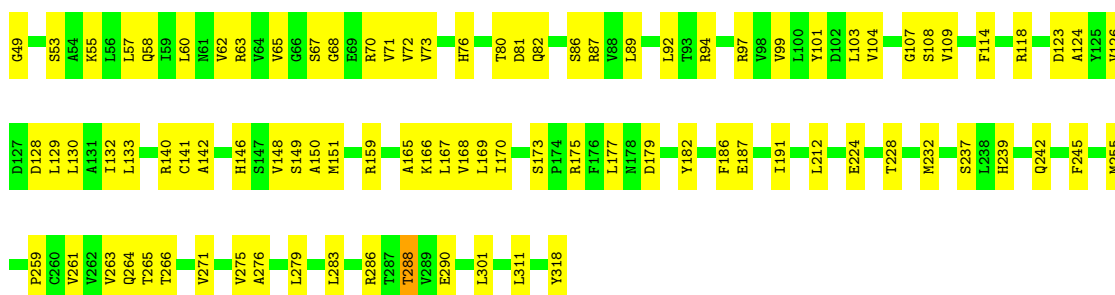 G49 S53 A54 K55 L56 L57 Q58 I59 L60 N61 V62 R63 V64 V65 G66 S67 G68 E69 R70 V71 V72 V73 H76 T80 D81 Q82 S86 R87 V88 L89 L92 T93 R94 R97 V98 V99 L100 Y101 D102 L103 V104 G107 S108 V109 F114 R118 D123 A124 Y125 V126
D127 D128 L129 L130 A131 I132 L133 R140 C141 A142 H146 S147 V148 S149 A150 M151 R159 A165 K166 L167 V168 L169 I170 S173 P174 R175 F176 L177 N178 D179 Y182 F186 E187 I191 L212 E224 T228 M232 S237 L238 H239 Q242 F245 M255
P259 C260 V261 V262 V263 Q264 T265 T266 V271 V275 A276 L279 L283 R286 T287 T288 V289 E290 L301 L311 Y318